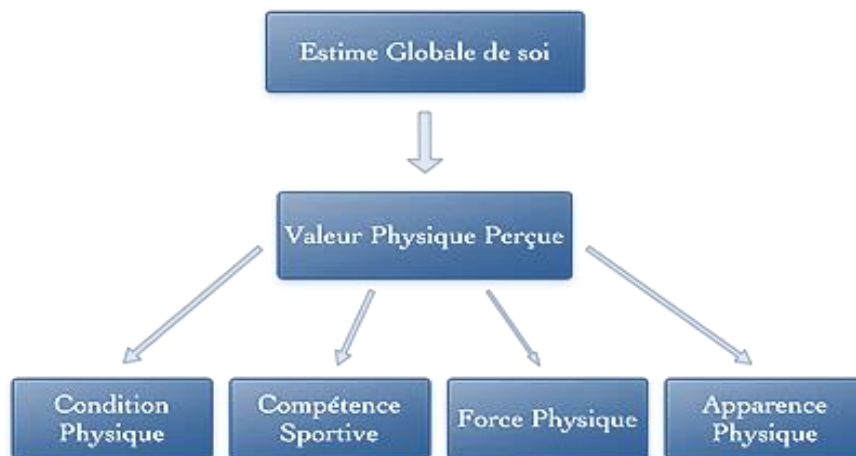 Estime Globale de soi
Valeur Physique Perçue
Condition
Physique
Compétence
Sportive
Force Physique
Apparence
Physique